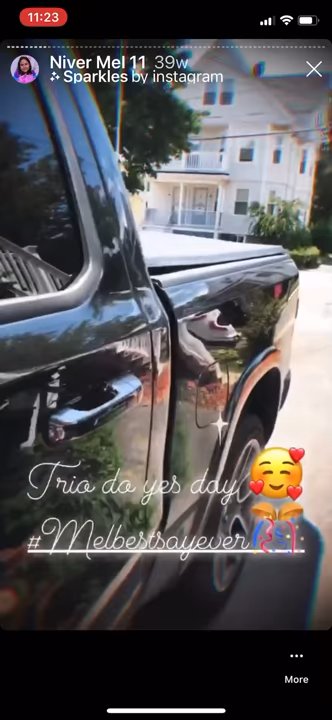 11:23
Niver Mel 11 39w
Sparkles by instagram
Trio do yes day
#Melbestsayever
More